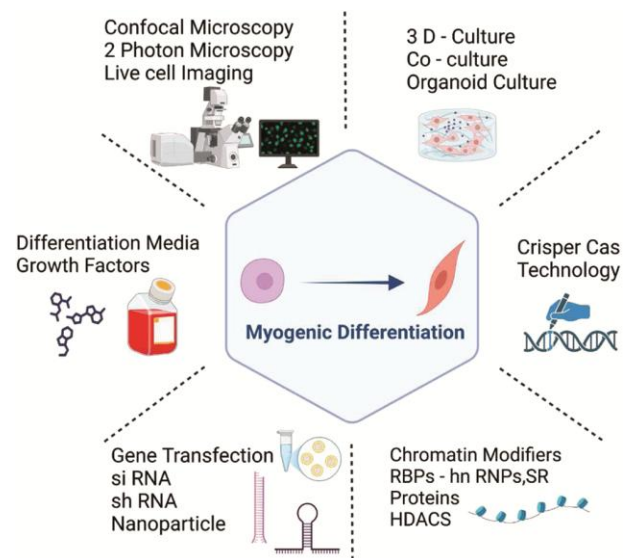 Confocal Microscopy
2 Photon Microscopy
Live cell Imaging
3 D - Culture
Co - culture
Organoid Culture
Differentiation Media
Growth Factors
Crisper Cas
Technology
Myogenic Differentiation
Gene Transfection
si RNA
sh RNA
Nanoparticle
Chromatin Modifiers
RBPs - hn RNPs,SR
Proteins
HDACS